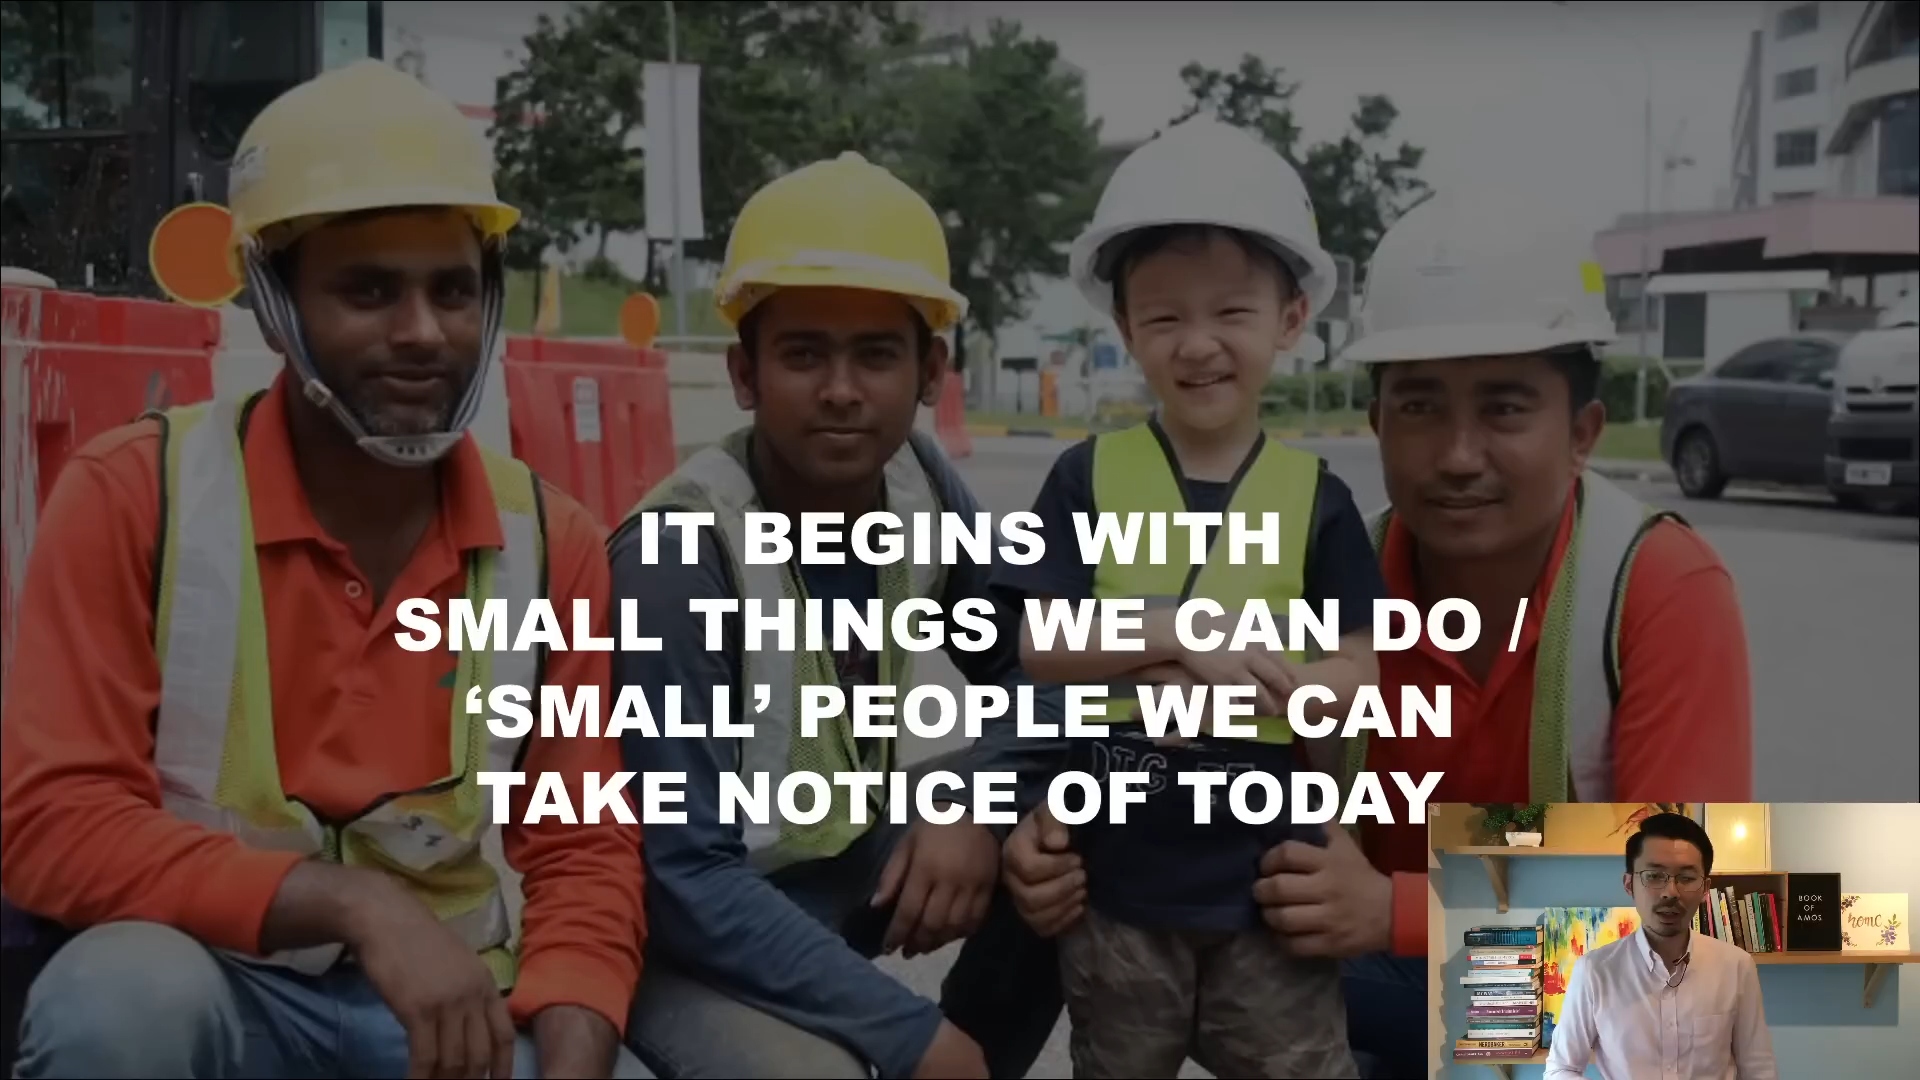 IT BEGINS WITH
SMALL THINGS WE CAN DO /
‘SMALL’ PEOPLE WE CAN
TAKE NOTICE OF TODAY
BOOK
OF
AMOS
home